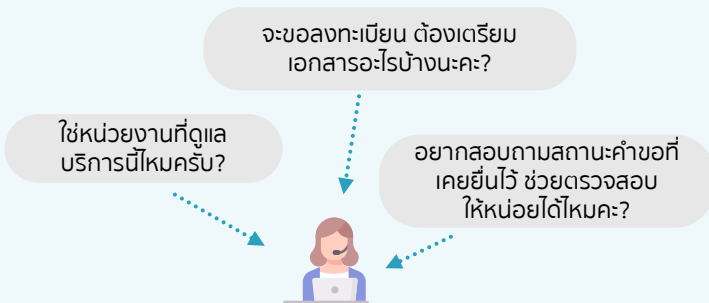 จะขอลงทะเบียน ต้องเตรียม
เอกสารอะไรบ้างนะคะ?
ใช่หน่วยงานที่ดูแล
บริการนี้ไหมครับ?
อยากสอบถามสถานะคำขอที่
เคยยื่นไว้ ช่วยตรวจสอบ
ให้หน่อยได้ไหมคะ?